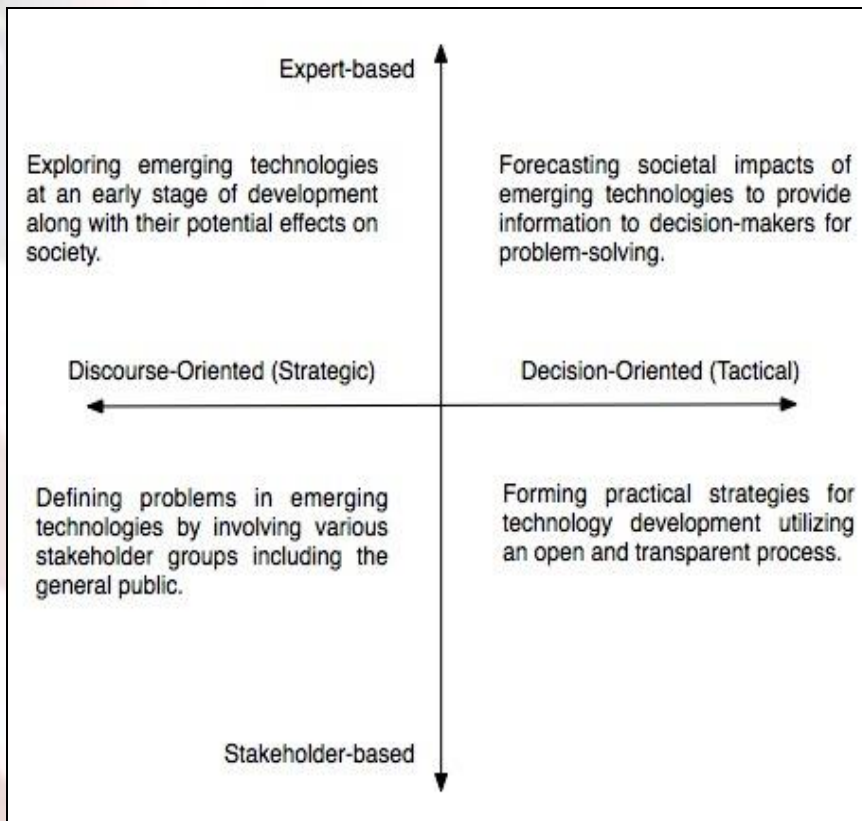 Expert-based
Exploring emerging technologies
at an early stage of development
along with their potential effects on
society.
Forecasting societal impacts of
emerging technologies to provide
information to decision-makers for
problem-solving.
Discourse-Oriented (Strategic)
Decision-Oriented (Tactical)
Defining problems in emerging
technologies by involving various
stakeholder groups including the
general public.
Forming practical strategies for
technology development utilizing
an open and transparent process.
Stakeholder-based